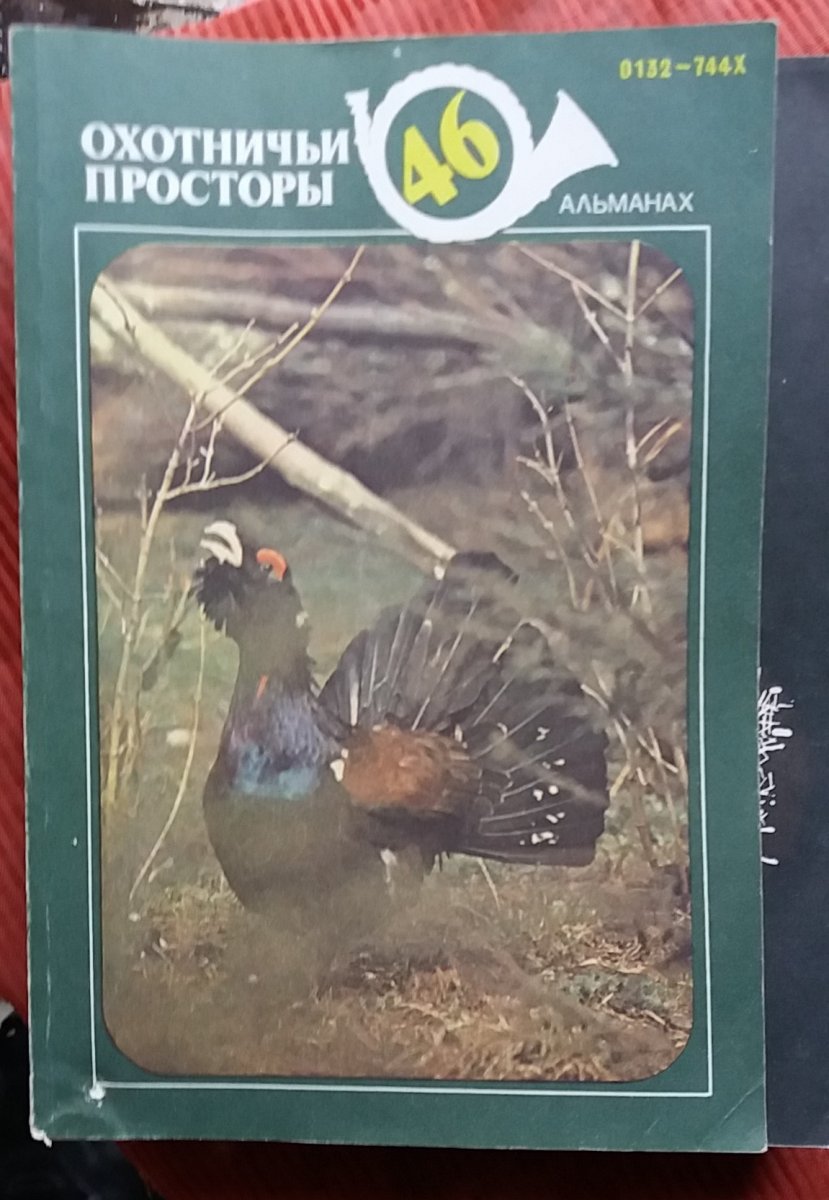 0132-744X
ОХОТНИЧЬИ
ПРОСТОРЫ
46
АЛЬМАНАХ